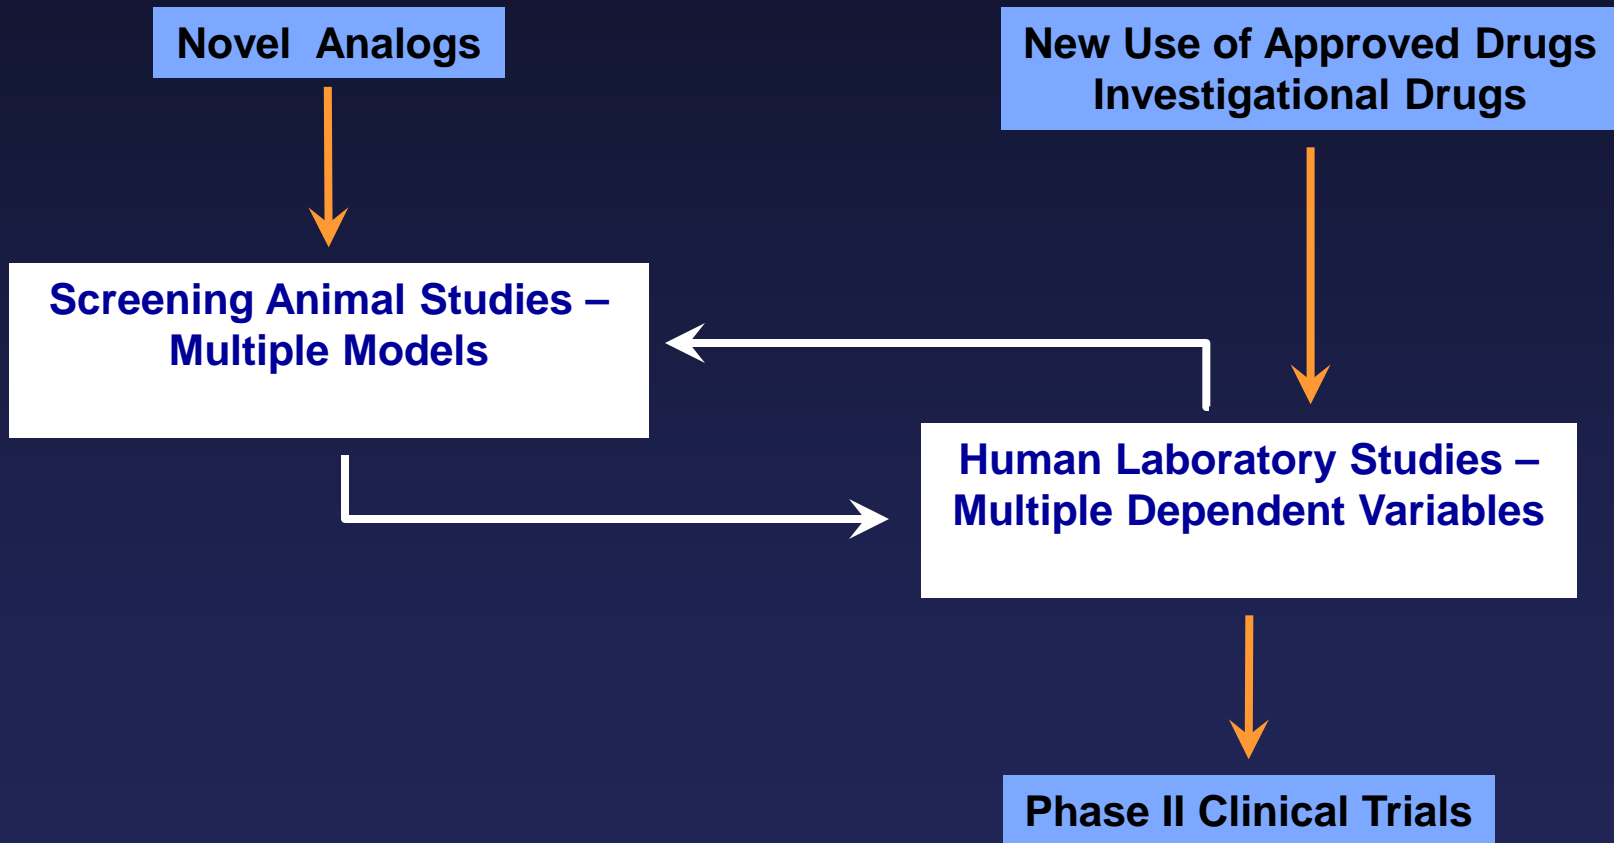 Novel Analogs
New Use of Approved Drugs
Investigational Drugs
Screening Animal Studies –
Multiple Models
Human Laboratory Studies –
Multiple Dependent Variables
Phase II Clinical Trials